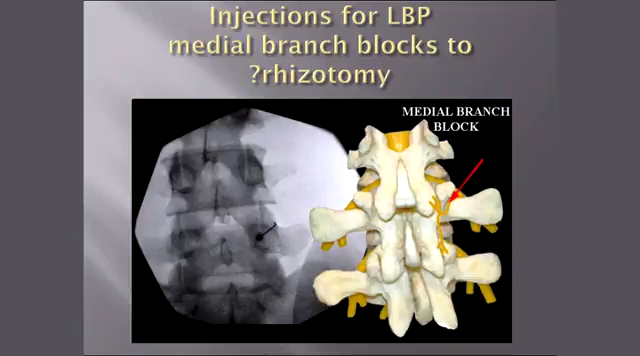 Injections for LBP
medial branch blocks to
?rhizotomy
MEDIAL BRANCH
BLOCK